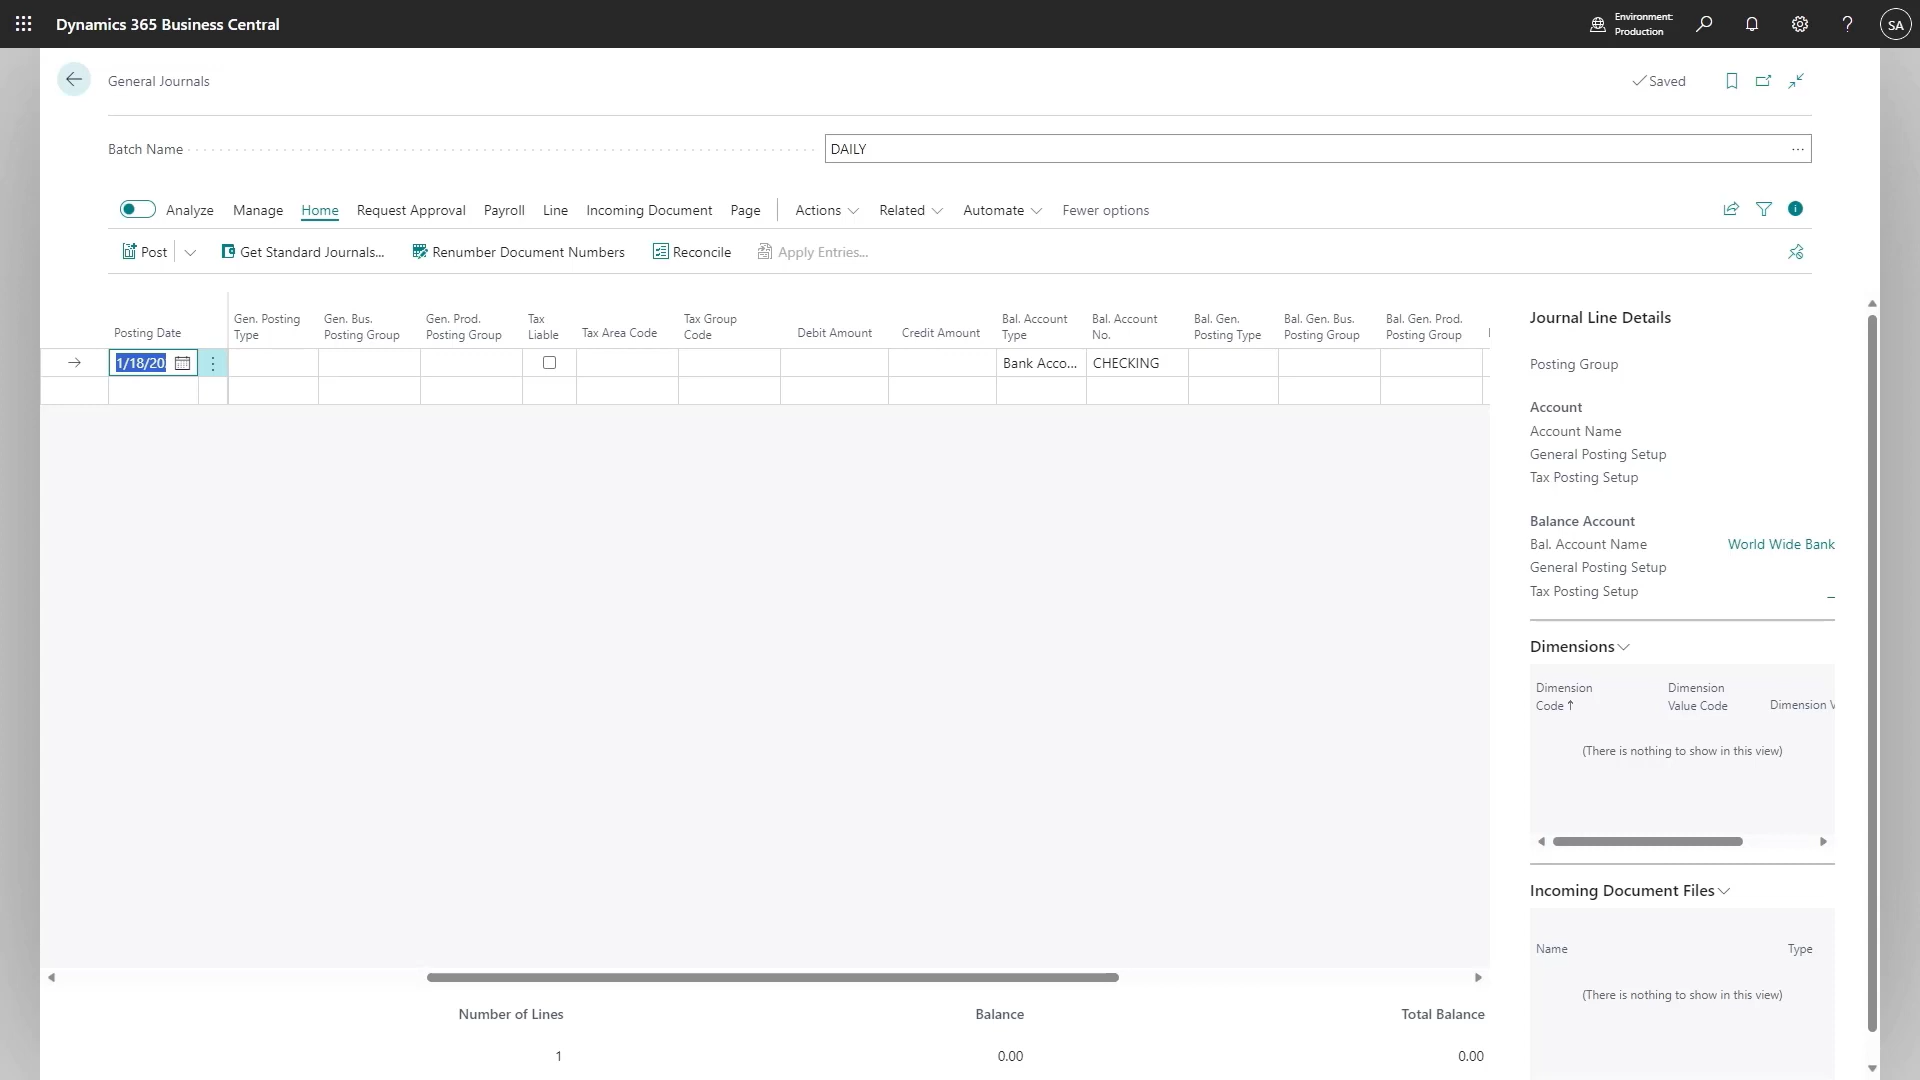 Dynamics 365 Business Central
Environment:
Production
?
SA
General Journals
Saved
Batch Name
DAILY
Analyze
Manage
Home
Request Approval
Payroll
Line
Incoming Document
Page
Actions
Related
Automate
Fewer options
Post
Get Standard Journals...
Renumber Document Numbers
Reconcile
Apply Entries...
Posting Date
Gen. Posting
Type
Gen. Bus.
Posting Group
Gen. Prod.
Posting Group
Tax
Liable
Tax Area Code
Tax Group
Code
Debit Amount
Credit Amount
Bal. Account
Type
Bal. Account
No.
Bal. Gen.
Posting Type
Bal. Gen. Bus.
Posting Group
Bal. Gen. Prod.
Posting Group
1/18/20
Bank Acco...
CHECKING
Number of Lines
Balance
Total Balance
1
0.00
0.00
Journal Line Details
Posting Group
Account
Account Name
General Posting Setup
Tax Posting Setup
Balance Account
Bal. Account Name
World Wide Bank
General Posting Setup
Tax Posting Setup
_
Dimensions
Dimension
Code ↑
Dimension
Value Code
Dimension V
(There is nothing to show in this view)
Incoming Document Files
Name
Type
(There is nothing to show in this view)